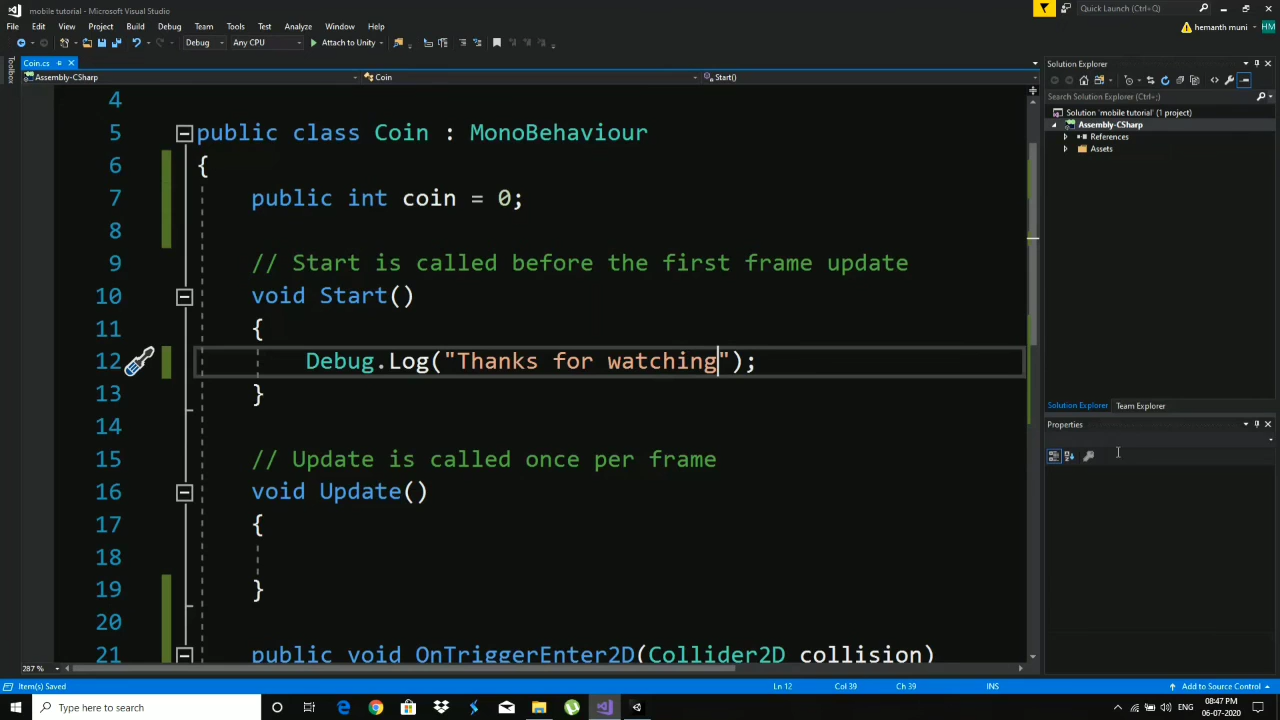 mobile tutorial - Microsoft Visual Studio
Quick Launch (Ctrl+Q)
File Edit View Project Build Debug Team Tools Test Analyze Window Help
hemanth muni HM
Debug Any CPU Attach to Unity
Toolbox
Coin.cs
Assembly-CSharp Coin Start()
4
5 public class Coin : MonoBehaviour
6 {
7 public int coin = 0;
8
9 // Start is called before the first frame update
10 void Start()
11 {
12 Debug.Log("Thanks for watching");
13 }
14
15 // Update is called once per frame
16 void Update()
17 {
18
19 }
20
21 public void OnTriggerEnter2D(Collider2D collision)
287 %
Solution Explorer
Search Solution Explorer (Ctrl+;)
Solution 'mobile tutorial' (1 project)
Assembly-CSharp
References
Assets
Solution Explorer Team Explorer
Properties
Item(s) Saved Ln 12 Col 39 Ch 39 INS Add to Source Control
Type here to search
ENG
08:47 PM
06-07-2020